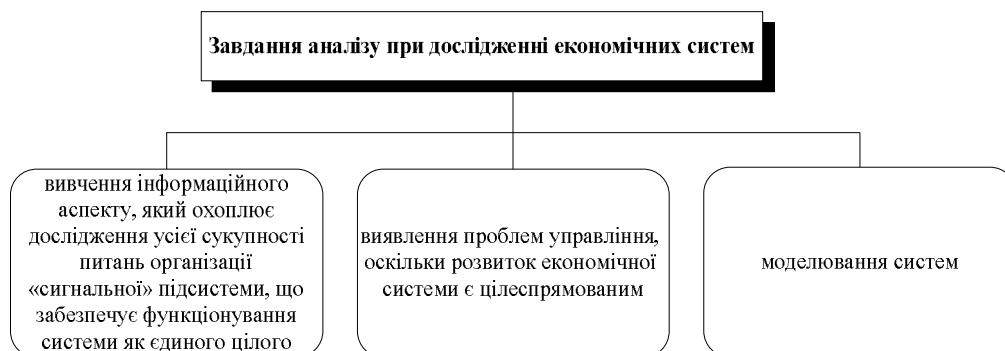 Завдання аналізу при дослідженні економічних систем
вивчення інформаційного
аспекту, який охоплює
дослідження усієї сукупності
питань організації
«сигнальної» підсистеми, що
забезпечує функціонування
системи як єдиного цілого
виявлення проблем управління,
оскільки розвиток економічної
системи є цілеспрямованим
моделювання систем